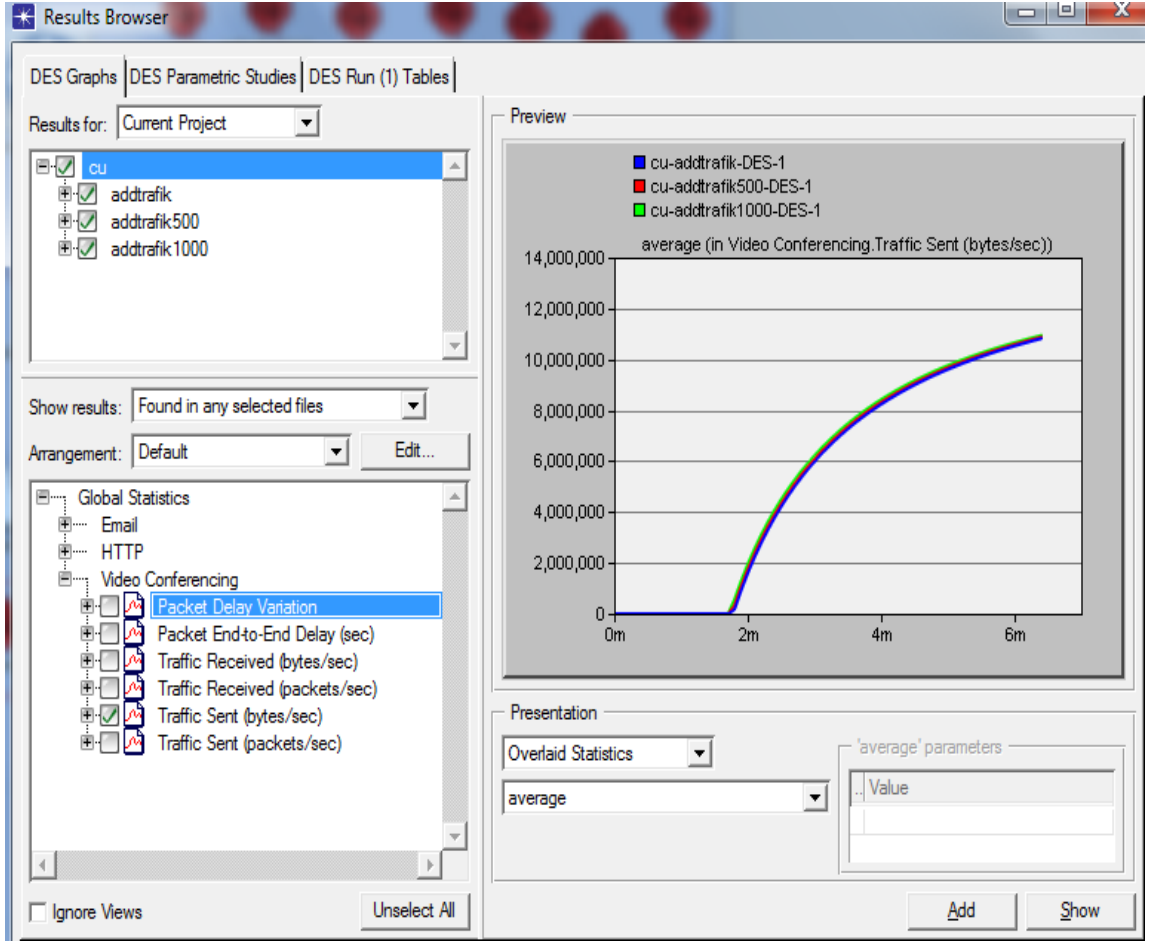 Results Browser
DES Graphs DES Parametric Studies DES Run (1) Tables
Results for: Current Project
cu
addtrafik
addtrafik500
addtrafik1000
Show results: Found in any selected files
Arrangement: Default Edit...
Global Statistics
Email
HTTP
Video Conferencing
Packet Delay Variation
Packet End-to-End Delay (sec)
Traffic Received (bytes/sec)
Traffic Received (packets/sec)
Traffic Sent (bytes/sec)
Traffic Sent (packets/sec)
Ignore Views Unselect All
Preview
cu-addtrafik-DES-1
cu-addtrafik500-DES-1
cu-addtrafik1000-DES-1
average (in Video Conferencing.Traffic Sent (bytes/sec))
14,000,000
12,000,000
10,000,000
8,000,000
6,000,000
4,000,000
2,000,000
0
0m 2m 4m 6m
Presentation
Overlaid Statistics
average
'average' parameters
.. Value
Add Show